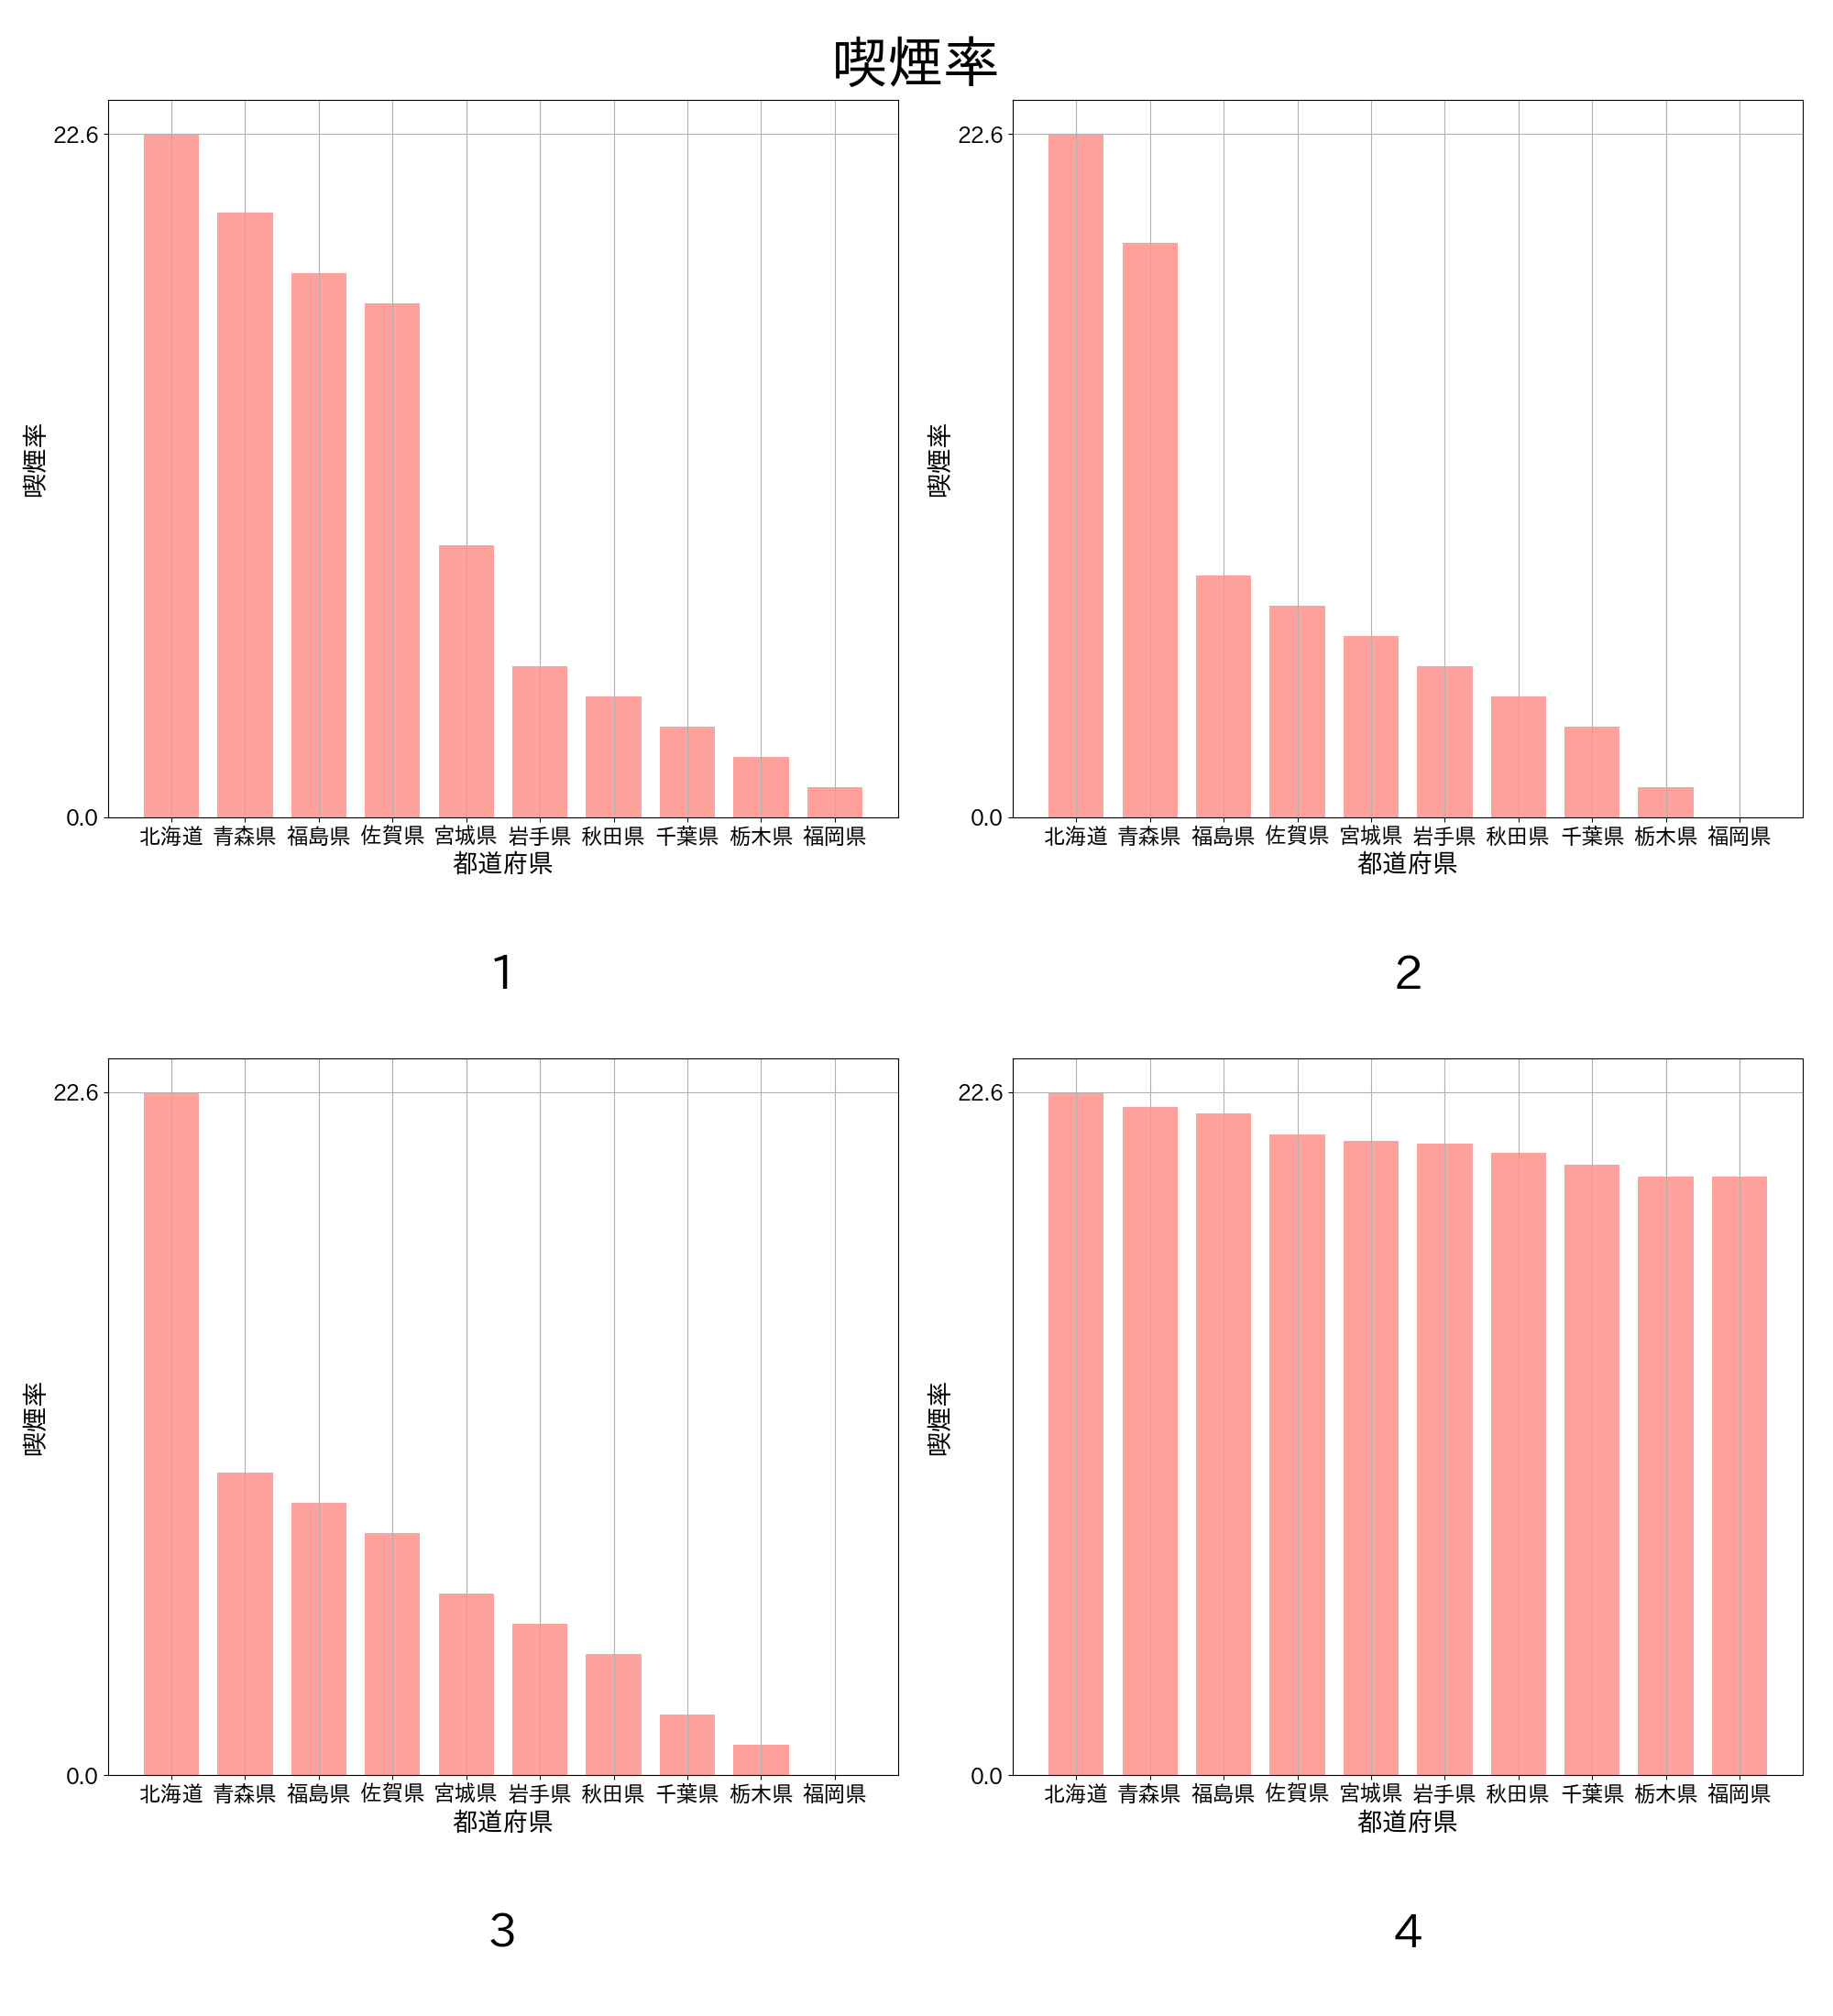 喫煙率
22.6
0.0
喫煙率
北海道 青森県 福島県 佐賀県 宮城県 岩手県 秋田県 千葉県 栃木県 福岡県
都道府県
1
22.6
0.0
喫煙率
北海道 青森県 福島県 佐賀県 宮城県 岩手県 秋田県 千葉県 栃木県 福岡県
都道府県
2
22.6
0.0
喫煙率
北海道 青森県 福島県 佐賀県 宮城県 岩手県 秋田県 千葉県 栃木県 福岡県
都道府県
3
22.6
0.0
喫煙率
北海道 青森県 福島県 佐賀県 宮城県 岩手県 秋田県 千葉県 栃木県 福岡県
都道府県
4